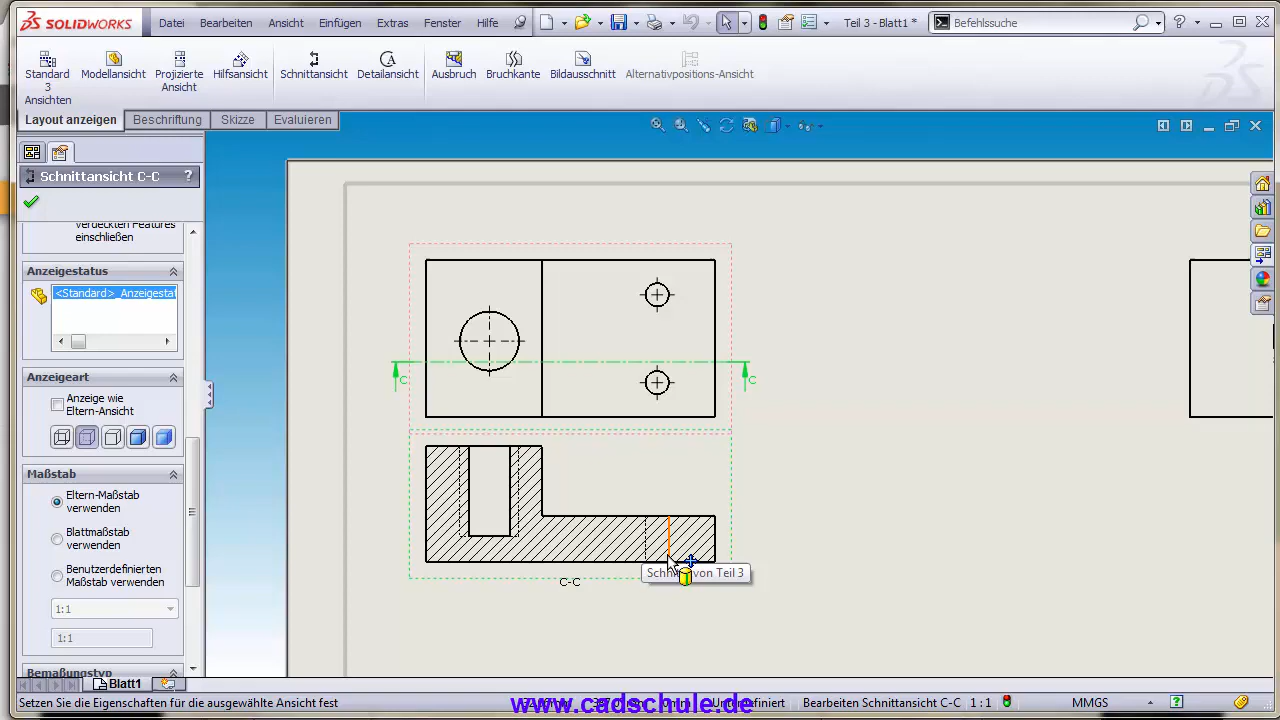 SOLIDWORKS
Datei Bearbeiten Ansicht Einfügen Extras Fenster Hilfe
Teil 3 - Blatt1 *
Befehlssuche
Standard 3 Ansichten
Modellansicht
Projizierte Ansicht
Hilfsansicht
Schnittansicht
Detailansicht
Ausbruch
Bruchkante
Bildausschnitt
Alternativpositions-Ansicht
Layout anzeigen Beschriftung Skizze Evaluieren
Schnittansicht C-C ?
verdeckten Features
einschließen
Anzeigestatus
<Standard>_Anzeigestat
Anzeigeart
Anzeige wie
Eltern-Ansicht
Maßstab
Eltern-Maßstab
verwenden
Blattmaßstab
verwenden
Benutzerdefinierten
Maßstab verwenden
1:1
1:1
Bemaßungstyp
C C
C-C
von Teil 3
Blatt1
Setzen Sie die Eigenschaften für die ausgewählte Ansicht fest
www.cadschule.de
Bearbeiten Schnittansicht C-C 1 : 1
MMGS